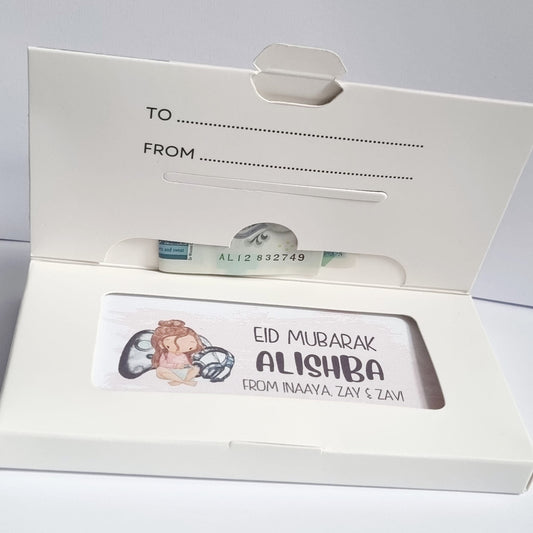 TO ........................................................
FROM ................................................
AL12 832749
EID MUBARAK
ALISHBA
FROM INAAYA, ZAY & ZAVI